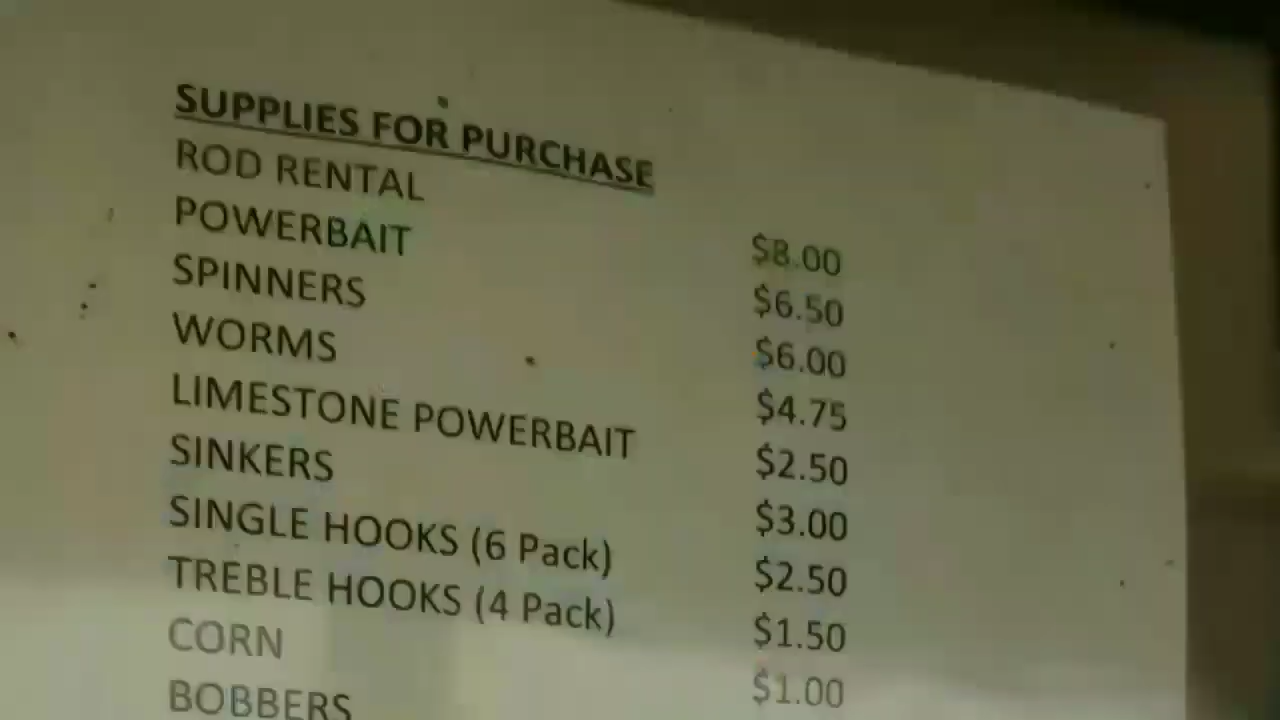 SUPPLIES FOR PURCHASE
ROD RENTAL $8.00
POWERBAIT $6.50
SPINNERS $6.00
WORMS $4.75
LIMESTONE POWERBAIT $2.50
SINKERS $3.00
SINGLE HOOKS (6 Pack) $2.50
TREBLE HOOKS (4 Pack) $1.50
CORN $1.00
BOBBERS